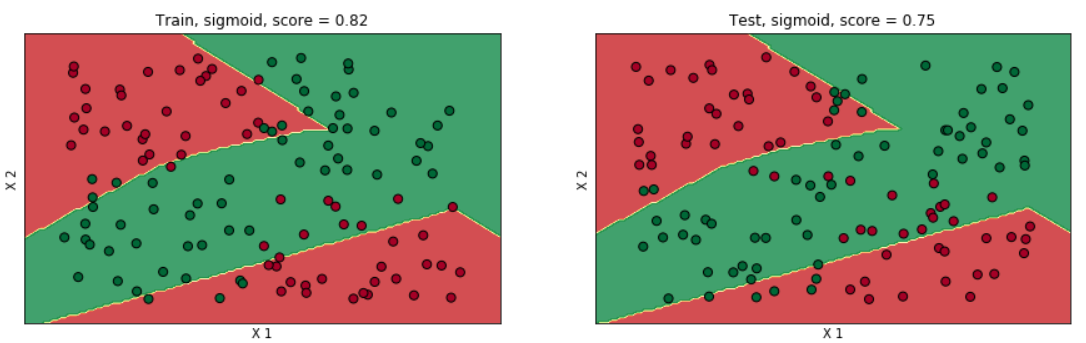 Train, sigmoid, score = 0.82
X 2
X 1
Test, sigmoid, score = 0.75
X 2
X 1